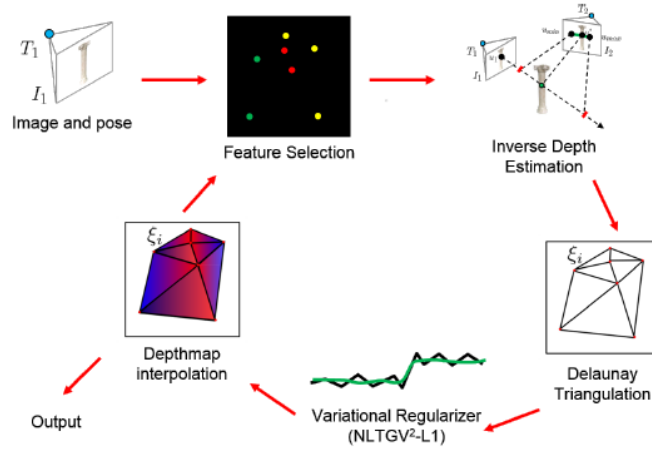 T₁
I₁
Image and pose
Feature Selection
T₁
I₁
u₁
T₂
I₂
Inverse Depth
Estimation
ξᵢ
Delaunay
Triangulation
Variational Regularizer
(NLTGV²-L1)
ξᵢ
Depthmap
interpolation
Output